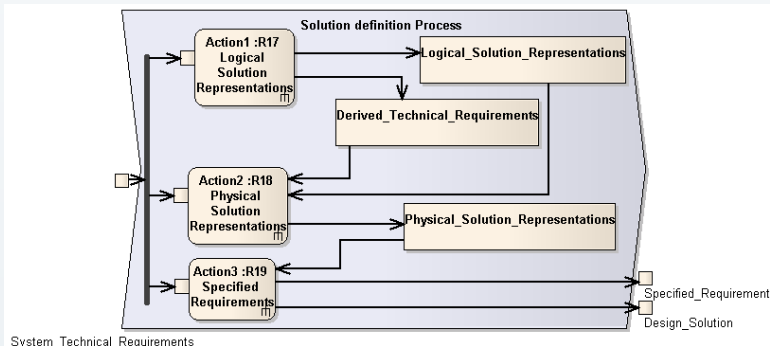 Solution definition Process
Action1 :R17
Logical
Solution
Representations
Logical_Solution_Representations
Derived_Technical_Requirements
Action2 :R18
Physical
Solution
Representations
Physical_Solution_Representations
Action3 :R19
Specified
Requirements
Specified_Requirement
Design_Solution
System_Technical_Requirements